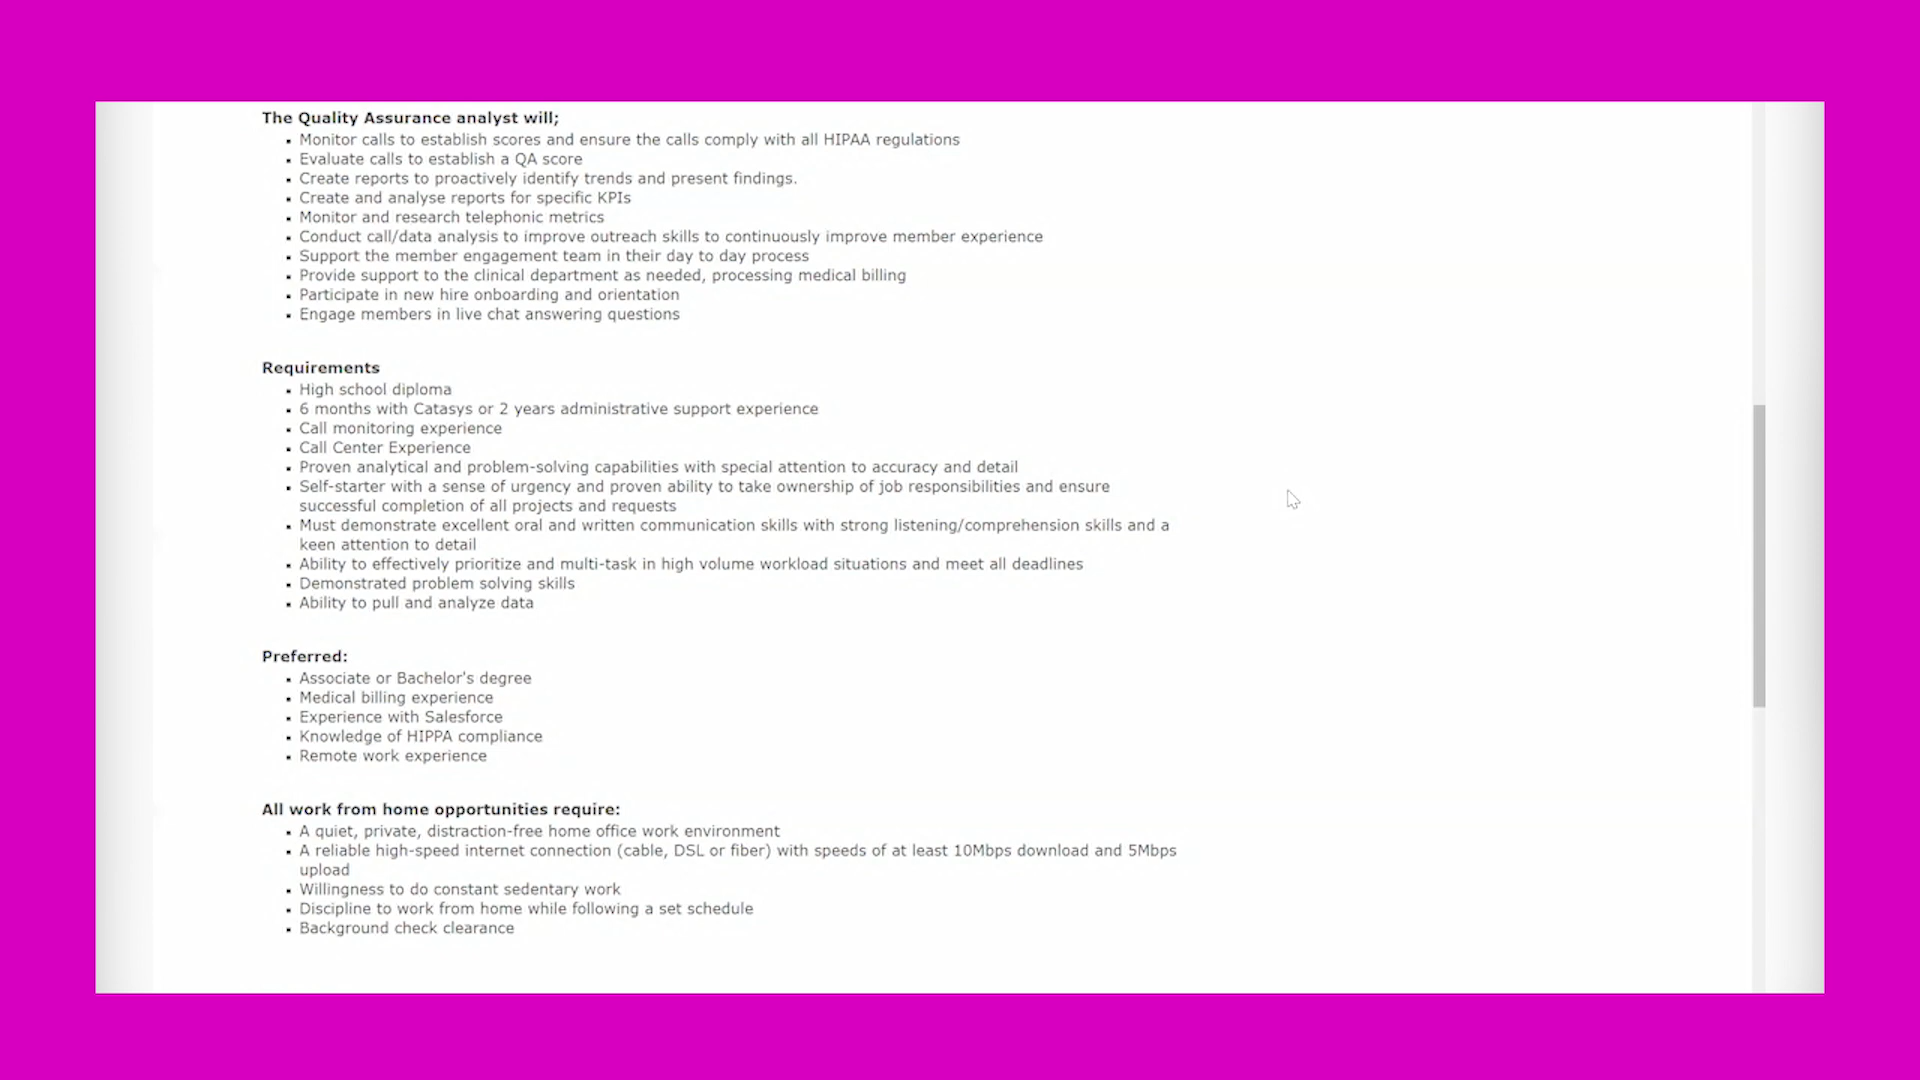 The Quality Assurance analyst will;
▪ Monitor calls to establish scores and ensure the calls comply with all HIPAA regulations
▪ Evaluate calls to establish a QA score
▪ Create reports to proactively identify trends and present findings.
▪ Create and analyse reports for specific KPIs
▪ Monitor and research telephonic metrics
▪ Conduct call/data analysis to improve outreach skills to continuously improve member experience
▪ Support the member engagement team in their day to day process
▪ Provide support to the clinical department as needed, processing medical billing
▪ Participate in new hire onboarding and orientation
▪ Engage members in live chat answering questions
Requirements
▪ High school diploma
▪ 6 months with Catasys or 2 years administrative support experience
▪ Call monitoring experience
▪ Call Center Experience
▪ Proven analytical and problem-solving capabilities with special attention to accuracy and detail
▪ Self-starter with a sense of urgency and proven ability to take ownership of job responsibilities and ensure
successful completion of all projects and requests
▪ Must demonstrate excellent oral and written communication skills with strong listening/comprehension skills and a
keen attention to detail
▪ Ability to effectively prioritize and multi-task in high volume workload situations and meet all deadlines
▪ Demonstrated problem solving skills
▪ Ability to pull and analyze data
Preferred:
▪ Associate or Bachelor's degree
▪ Medical billing experience
▪ Experience with Salesforce
▪ Knowledge of HIPPA compliance
▪ Remote work experience
All work from home opportunities require:
▪ A quiet, private, distraction-free home office work environment
▪ A reliable high-speed internet connection (cable, DSL or fiber) with speeds of at least 10Mbps download and 5Mbps
upload
▪ Willingness to do constant sedentary work
▪ Discipline to work from home while following a set schedule
▪ Background check clearance